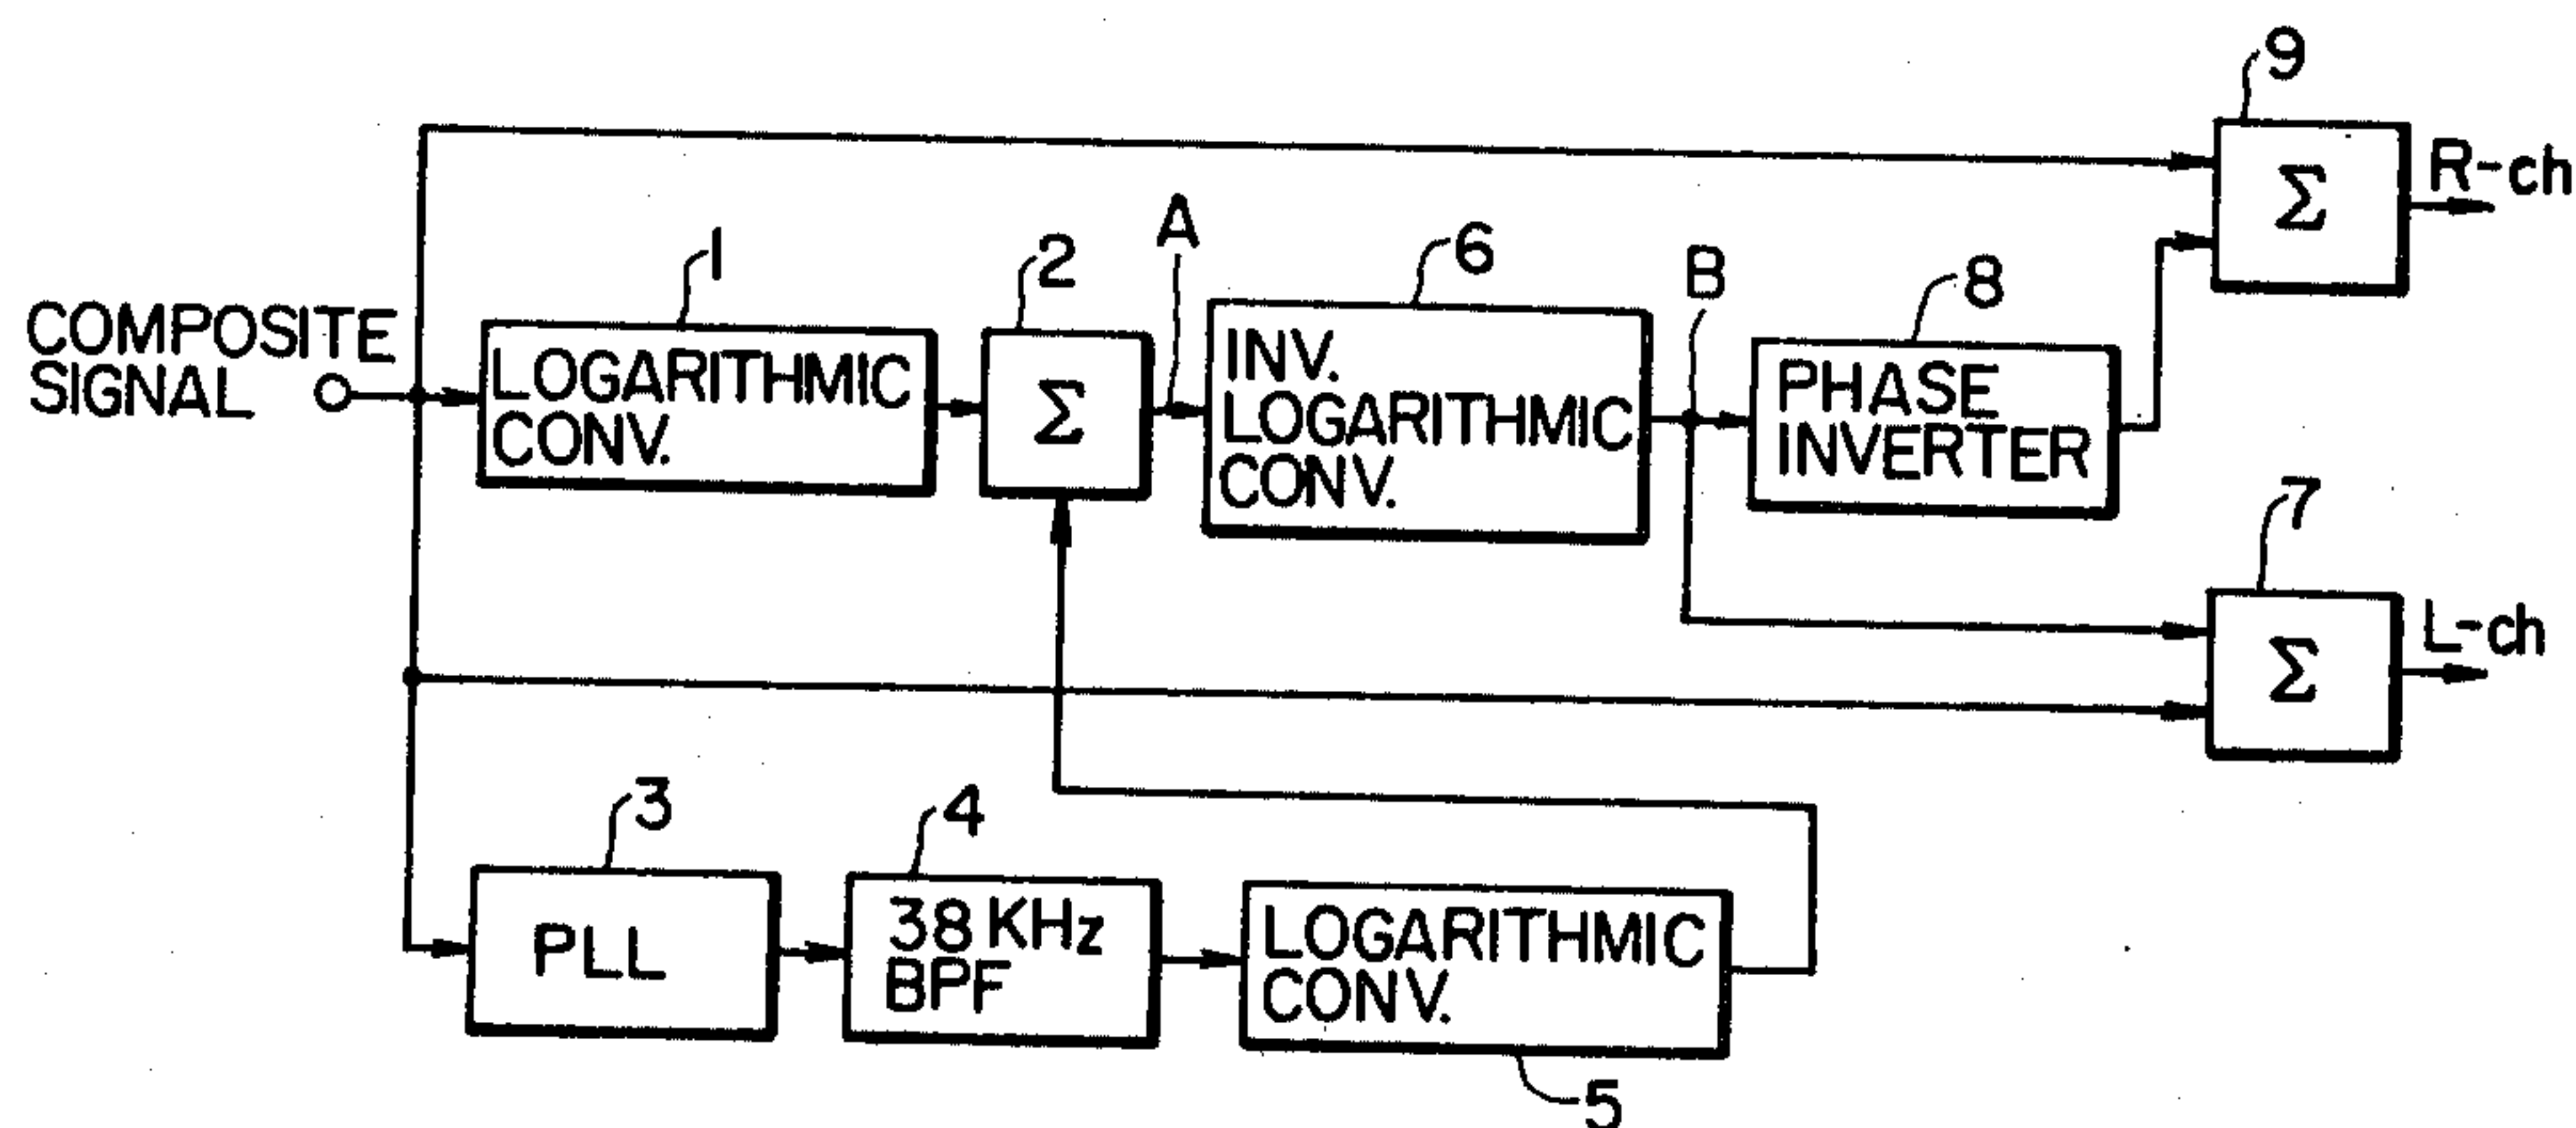 9
R-ch
Σ
A
1
2
6
B
8
COMPOSITE
SIGNAL
LOGARITHMIC
CONV.
Σ
INV.
LOGARITHMIC
CONV.
PHASE
INVERTER
7
L-ch
Σ
3
4
PLL
38 KHz
BPF
LOGARITHMIC
CONV.
5